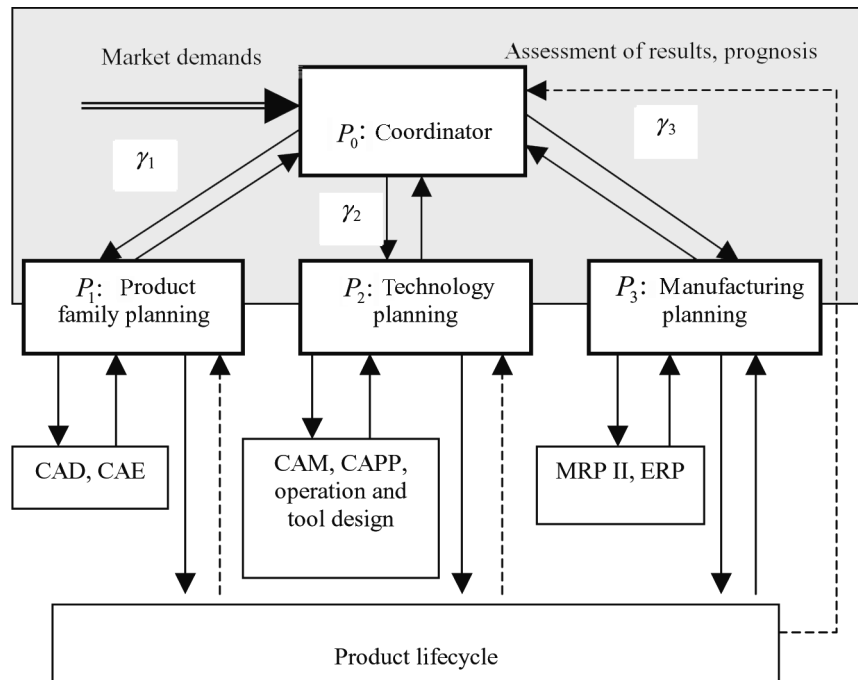 Market demands
Assessment of results, prognosis
P₀: Coordinator
γ₁
γ₂
γ₃
P₁: Product
family planning
P₂: Technology
planning
P₃: Manufacturing
planning
CAD, CAE
CAM, CAPP,
operation and
tool design
MRP II, ERP
Product lifecycle